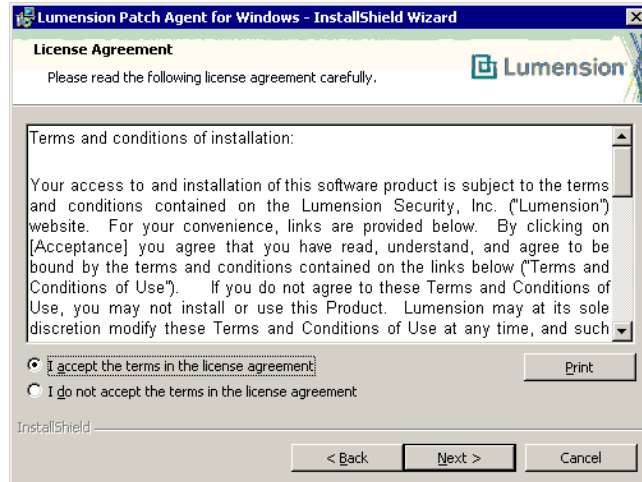 Lumension Patch Agent for Windows - InstallShield Wizard
License Agreement
Please read the following license agreement carefully.
Lumension
Terms and conditions of installation:
Your access to and installation of this software product is subject to the terms
and conditions contained on the Lumension Security, Inc. ("Lumension")
website. For your convenience, links are provided below. By clicking on
[Acceptance] you agree that you have read, understand, and agree to be
bound by the terms and conditions contained on the links below ("Terms and
Conditions of Use"). If you do not agree to these Terms and Conditions of
Use, you may not install or use this Product. Lumension may at its sole
discretion modify these Terms and Conditions of Use at any time, and such
I accept the terms in the license agreement
Print
I do not accept the terms in the license agreement
InstallShield
< Back
Next >
Cancel